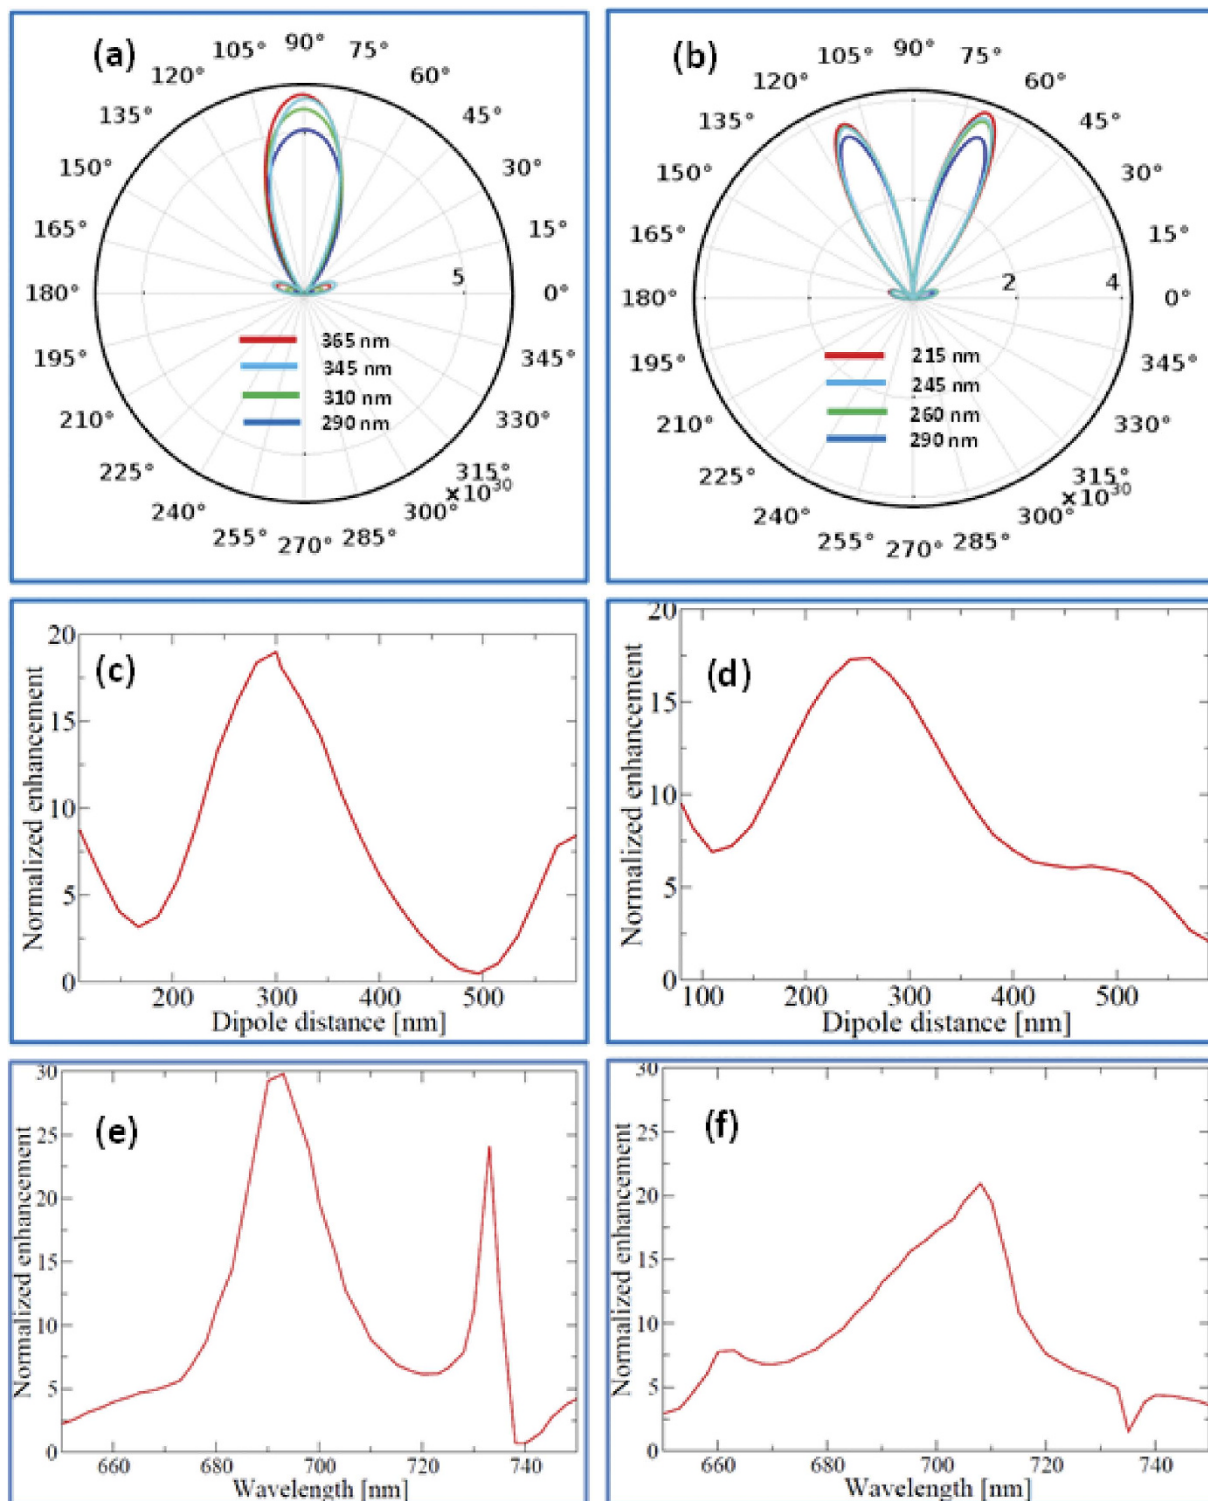 (a)
90°
105° 75°
120° 60°
135° 45°
150° 30°
165° 15°
180° 5 0°
195° 345°
210° 330°
225° 315°
×10³⁰
240° 300°
255° 270° 285°
365 nm
345 nm
310 nm
290 nm
(b)
90°
105° 75°
120° 60°
135° 45°
150° 30°
165° 15°
180° 2 4 0°
195° 345°
210° 330°
225° 315°
×10³⁰
240° 300°
255° 270° 285°
215 nm
245 nm
260 nm
290 nm
(c)
Normalized enhancement
20
15
10
5
0
200 300 400 500
Dipole distance [nm]
(d)
Normalized enhancement
20
15
10
5
0
100 200 300 400 500
Dipole distance [nm]
(e)
Normalized enhancement
30
25
20
15
10
5
0
660 680 700 720 740
Wavelength [nm]
(f)
Normalized enhancement
30
25
20
15
10
5
0
660 680 700 720 740
Wavelength [nm]